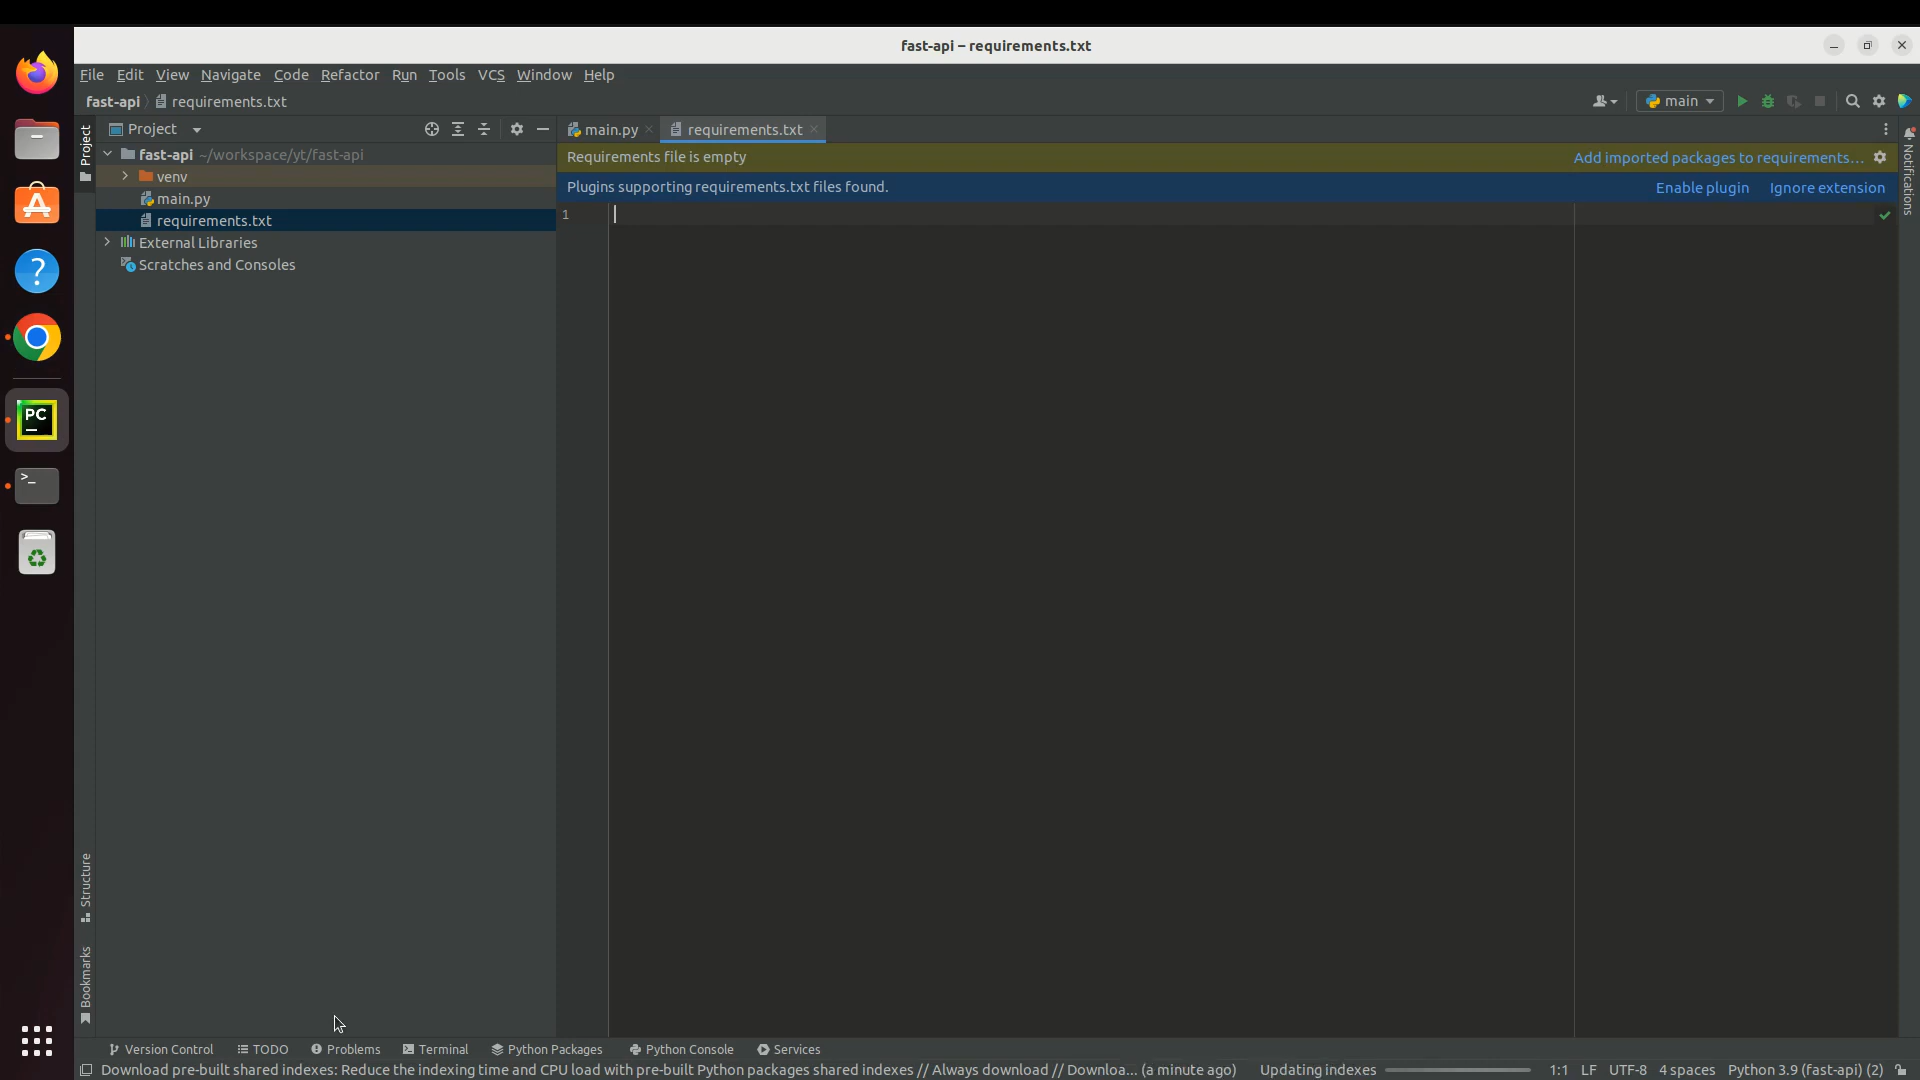 fast-api – requirements.txt
File Edit View Navigate Code Refactor Run Tools VCS Window Help
fast-api requirements.txt
main
Project
Project
main.py
requirements.txt
Requirements file is empty
Add imported packages to requirements...
Plugins supporting requirements.txt files found.
Enable plugin
Ignore extension
Notifications
fast-api ~/workspace/yt/fast-api
venv
main.py
requirements.txt
External Libraries
Scratches and Consoles
1
Structure
Bookmarks
PC
>_
?
Version Control TODO Problems Terminal Python Packages Python Console Services
Download pre-built shared indexes: Reduce the indexing time and CPU load with pre-built Python packages shared indexes // Always download // Downloa... (a minute ago) Updating indexes 1:1 LF UTF-8 4 spaces Python 3.9 (fast-api) (2)